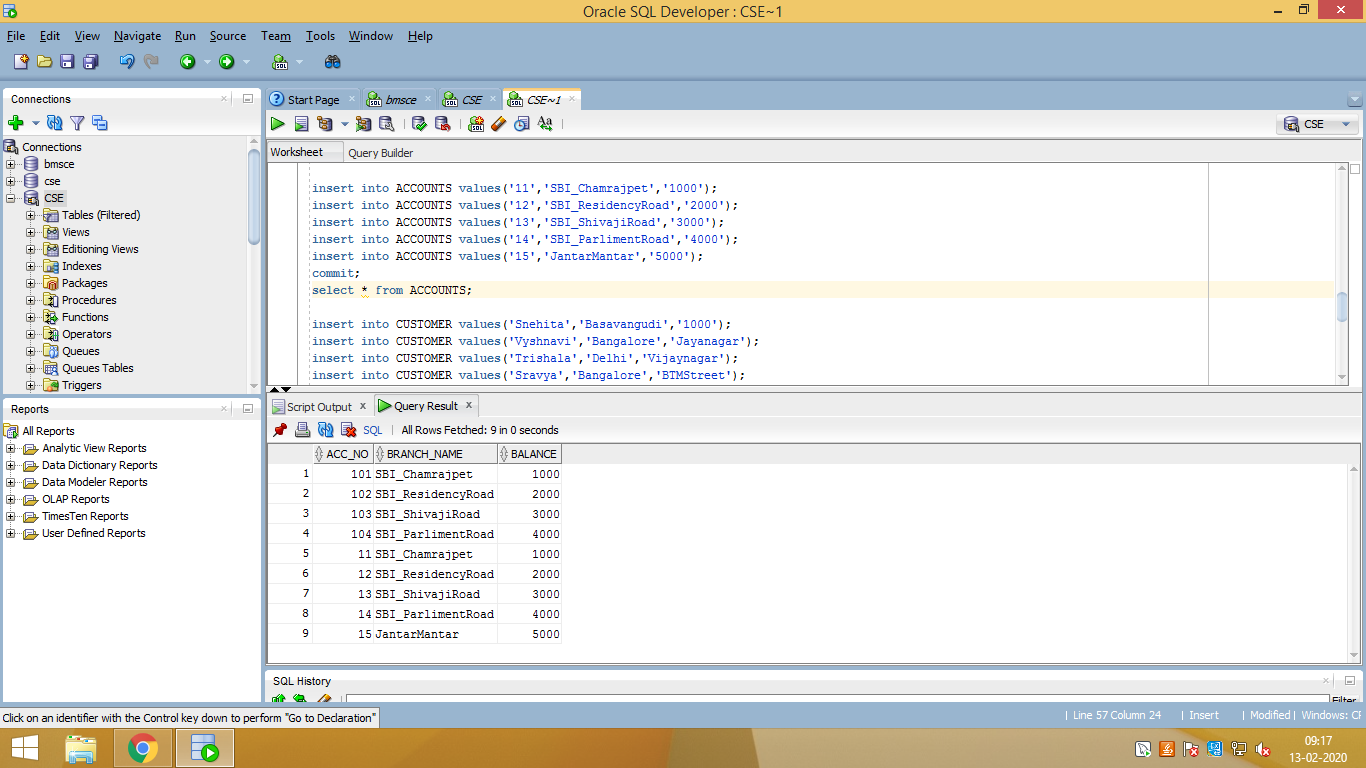 Oracle SQL Developer : CSE~1
File Edit View Navigate Run Source Team Tools Window Help
Connections
Start Page bmsce CSE CSE~1
CSE
Worksheet Query Builder
Connections
bmsce
cse
CSE
Tables (Filtered)
Views
Editioning Views
Indexes
Packages
Procedures
Functions
Operators
Queues
Queues Tables
Triggers
insert into ACCOUNTS values('11','SBI_Chamrajpet','1000');
insert into ACCOUNTS values('12','SBI_ResidencyRoad','2000');
insert into ACCOUNTS values('13','SBI_ShivajiRoad','3000');
insert into ACCOUNTS values('14','SBI_ParlimentRoad','4000');
insert into ACCOUNTS values('15','JantarMantar','5000');
commit;
select * from ACCOUNTS;
insert into CUSTOMER values('Snehita','Basavangudi','1000');
insert into CUSTOMER values('Vyshnavi','Bangalore','Jayanagar');
insert into CUSTOMER values('Trishala','Delhi','Vijaynagar');
insert into CUSTOMER values('Sravya','Bangalore','BTMStreet');
Reports
All Reports
Analytic View Reports
Data Dictionary Reports
Data Modeler Reports
OLAP Reports
TimesTen Reports
User Defined Reports
Script Output x Query Result x
SQL | All Rows Fetched: 9 in 0 seconds
ACC_NO BRANCH_NAME BALANCE
1 101 SBI_Chamrajpet 1000
2 102 SBI_ResidencyRoad 2000
3 103 SBI_ShivajiRoad 3000
4 104 SBI_ParlimentRoad 4000
5 11 SBI_Chamrajpet 1000
6 12 SBI_ResidencyRoad 2000
7 13 SBI_ShivajiRoad 3000
8 14 SBI_ParlimentRoad 4000
9 15 JantarMantar 5000
SQL History
Filter
Click on an identifier with the Control key down to perform "Go to Declaration"
| Line 57 Column 24 | Insert | Modified | Windows: CF
09:17
13-02-2020